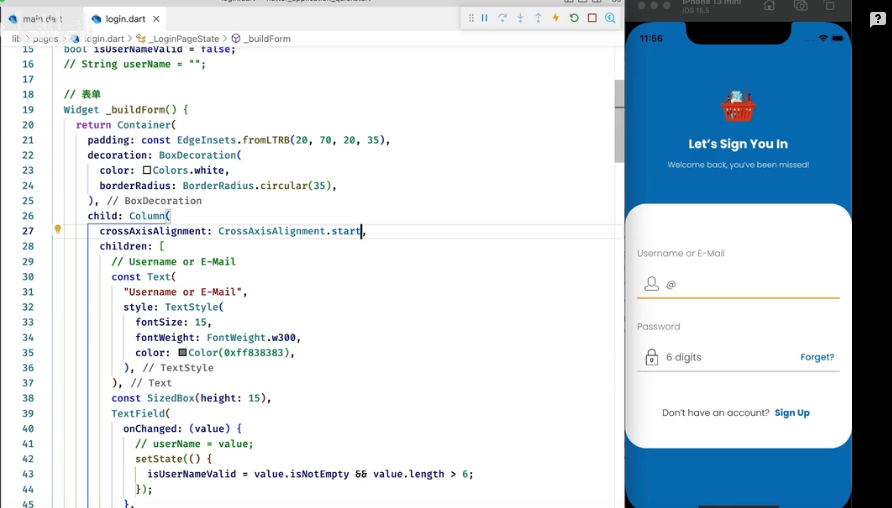 main.dart
login.dart
lib > pages > login.dart > _LoginPageState > _buildForm
15 bool isUserNameValid = false;
16 // String userName = "";
17
18 // 表单
19 Widget _buildForm() {
20 return Container(
21 padding: const EdgeInsets.fromLTRB(20, 70, 20, 35),
22 decoration: BoxDecoration(
23 color: Colors.white,
24 borderRadius: BorderRadius.circular(35),
25 ), // BoxDecoration
26 child: Column(
27 crossAxisAlignment: CrossAxisAlignment.start,
28 children: [
29 // Username or E-Mail
30 const Text(
31 "Username or E-Mail",
32 style: TextStyle(
33 fontSize: 15,
34 fontWeight: FontWeight.w300,
35 color: Color(0xff838383),
36 ), // TextStyle
37 ), // Text
38 const SizedBox(height: 15),
39 TextField(
40 onChanged: (value) {
41 // userName = value;
42 setState(() {
43 isUserNameValid = value.isNotEmpty && value.length > 6;
44 });
45 },
iPhone 13 mini
iOS 15.5
11:56
Let's Sign You In
Welcome back, you've been missed!
Username or E-Mail
@
Password
6 digits Forget?
Don't have an account? Sign Up